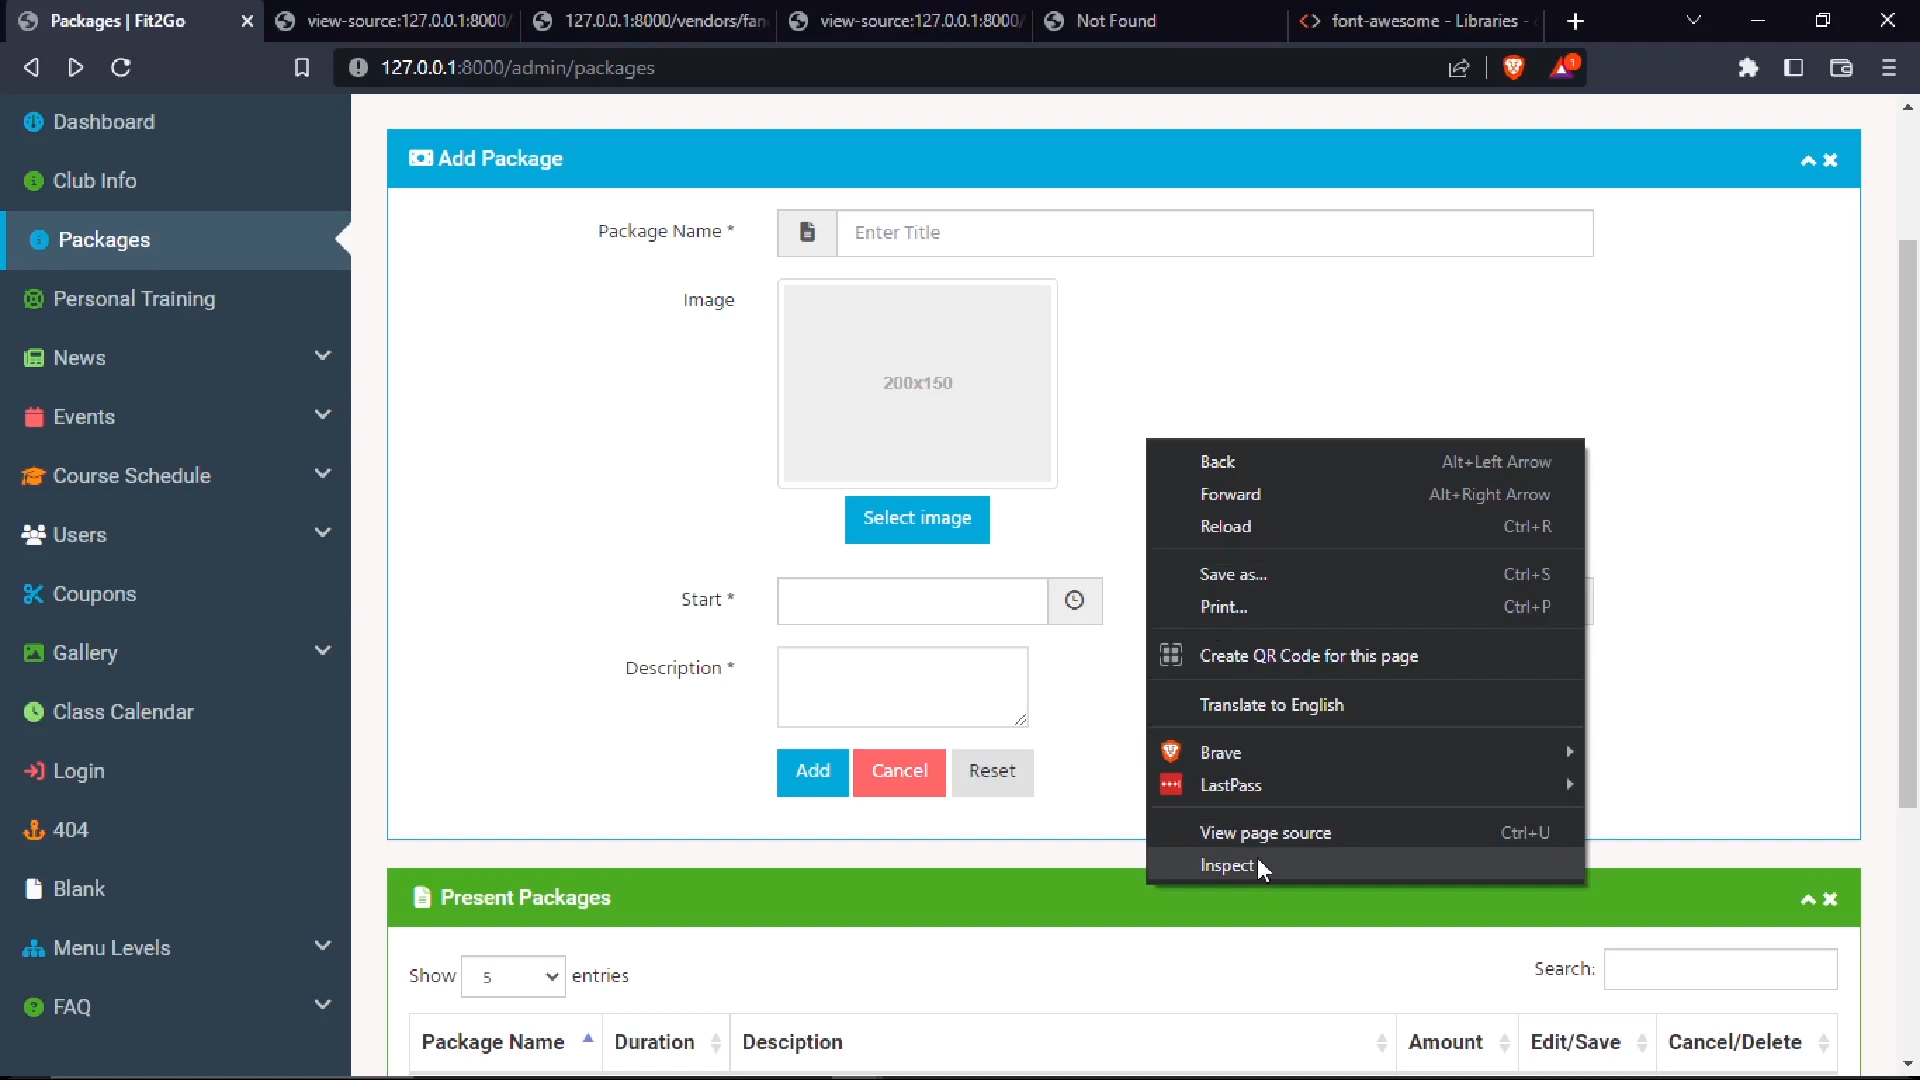 Packages | Fit2Go
view-source:127.0.0.1:8000/
127.0.0.1:8000/vendors/fan
view-source:127.0.0.1:8000/
Not Found
font-awesome - Libraries -
127.0.0.1:8000/admin/packages
1
Dashboard
Club Info
Packages
Personal Training
News
Events
Course Schedule
Users
Coupons
Gallery
Class Calendar
Login
404
Blank
Menu Levels
FAQ
Add Package
Package Name *
Enter Title
Image
200x150
Select image
Start *
Description *
Add
Cancel
Reset
Back Alt+Left Arrow
Forward Alt+Right Arrow
Reload Ctrl+R
Save as... Ctrl+S
Print... Ctrl+P
Create QR Code for this page
Translate to English
Brave
LastPass
View page source Ctrl+U
Inspect
Present Packages
Show 5 entries
Search:
Package Name Duration Desciption Amount Edit/Save Cancel/Delete